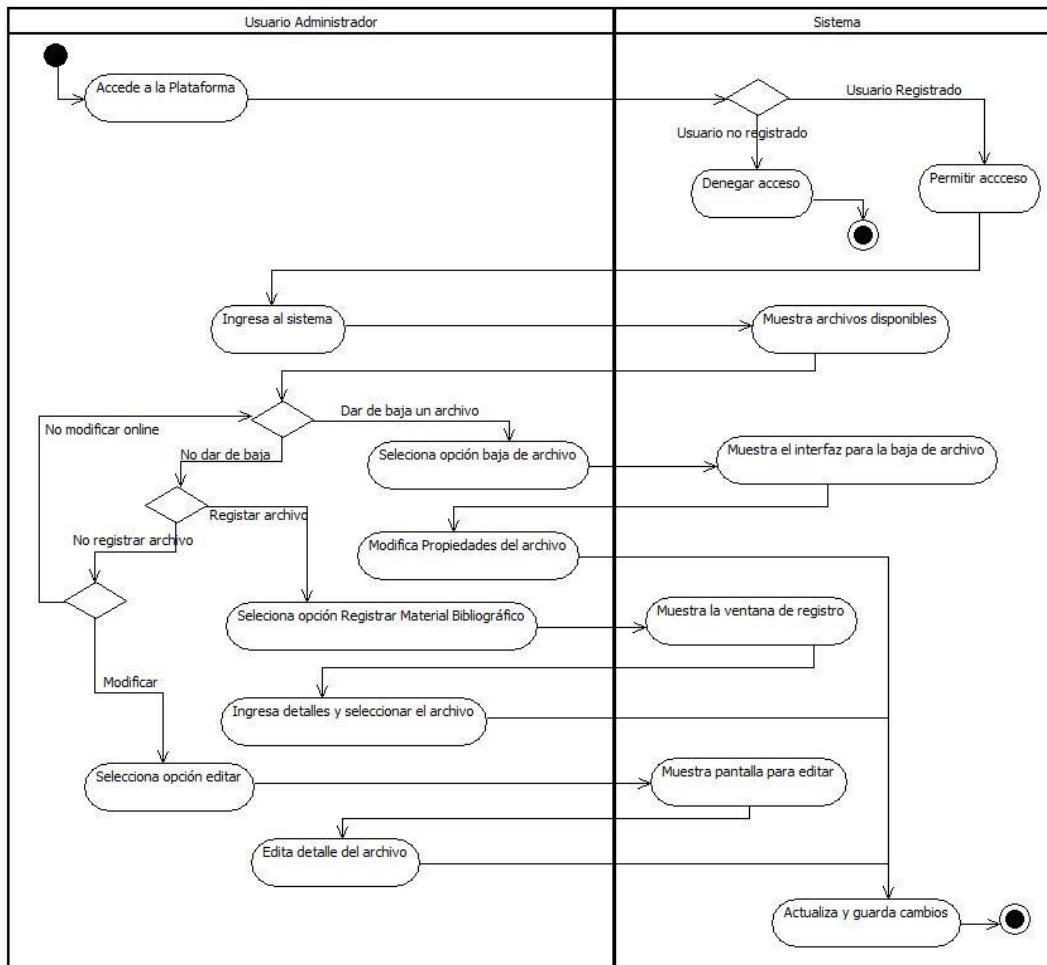 Usuario Administrador
Sistema
Accede a la Plataforma
Usuario Registrado
Usuario no registrado
Denegar acceso
Permitir accceso
Ingresa al sistema
Muestra archivos disponibles
No modificar online
Dar de baja un archivo
No dar de baja
Seleciona opción baja de archivo
Muestra el interfaz para la baja de archivo
Registar archivo
No registrar archivo
Modifica Propiedades del archivo
Seleciona opción Registrar Material Bibliográfico
Muestra la ventana de registro
Modificar
Ingresa detalles y seleccionar el archivo
Selecciona opción editar
Muestra pantalla para editar
Edita detalle del archivo
Actualiza y guarda cambios